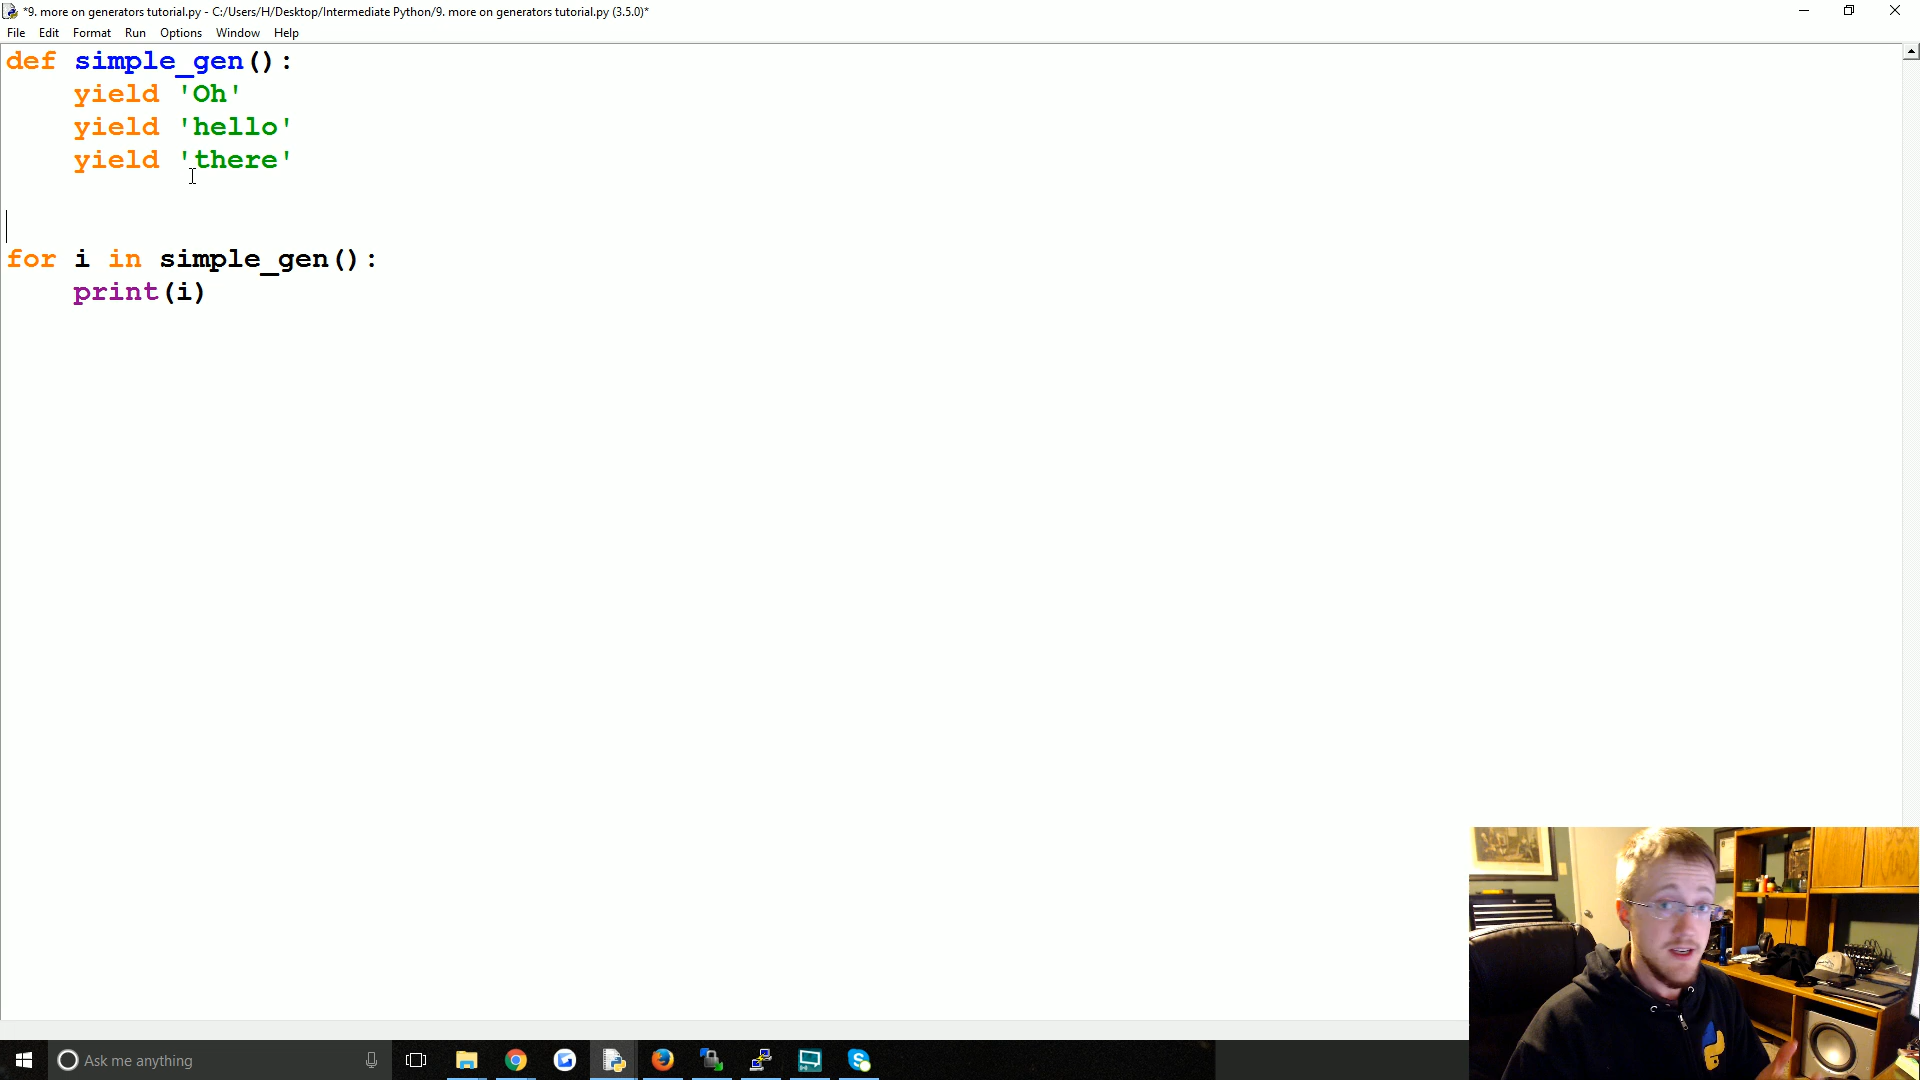 *9. more on generators tutorial.py - C:/Users/H/Desktop/Intermediate Python/9. more on generators tutorial.py (3.5.0)*
File Edit Format Run Options Window Help
def simple_gen():
    yield 'Oh'
    yield 'hello'
    yield 'there'
for i in simple_gen():
    print(i)
Ask me anything